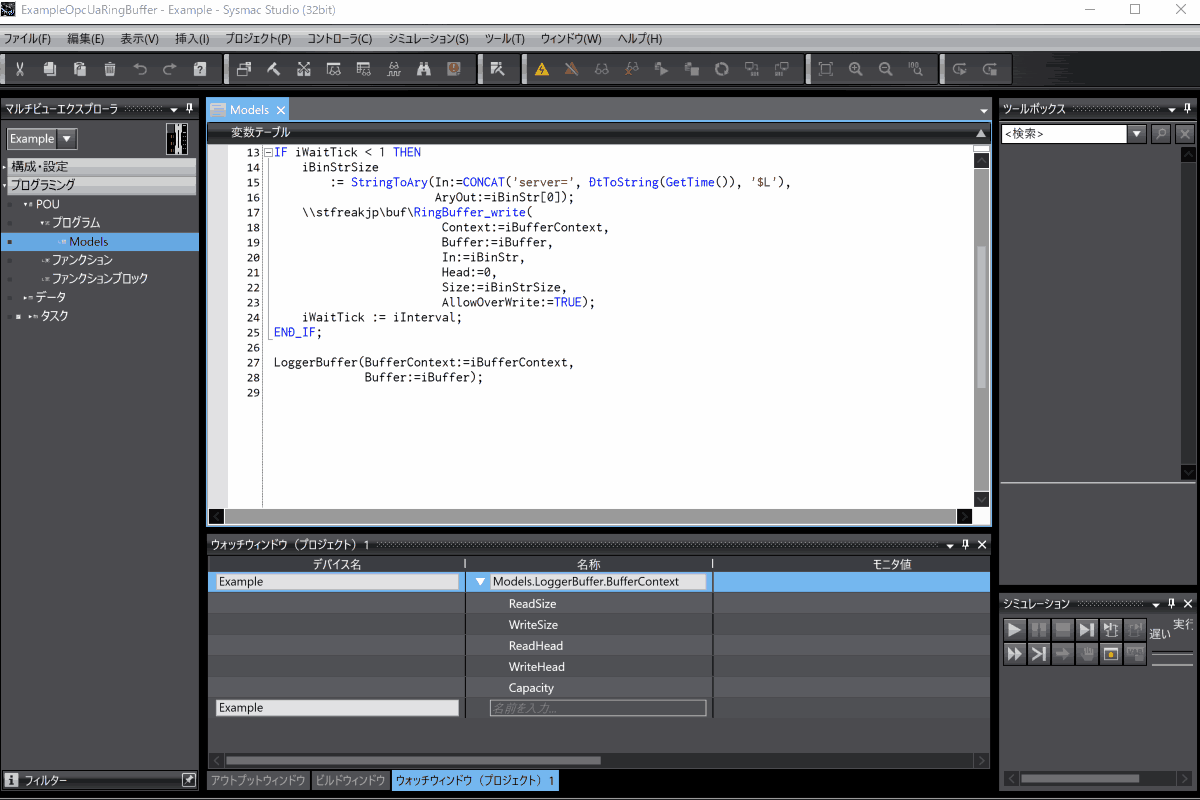 ExampleOpcUaRingBuffer - Example - Sysmac Studio (32bit)
ファイル(F) 編集(E) 表示(V) 挿入(I) プロジェクト(P) コントローラ(C) シミュレーション(S) ツール(T) ウィンドウ(W) ヘルプ(H)
マルチビューエクスプローラ
Example
構成・設定
プログラミング
POU
プログラム
Models
ファンクション
ファンクションブロック
データ
タスク
フィルター
Models
変数テーブル
13 IF iWaitTick < 1 THEN
14 iBinStrSize
15 := StringToAry(In:=CONCAT('server=', ĐtToString(GetTime()), '$L'),
16 AryOut:=iBinStr[0]);
17 \\stfreakjp\buf\RingBuffer_write(
18 Context:=iBufferContext,
19 Buffer:=iBuffer,
20 In:=iBinStr,
21 Head:=0,
22 Size:=iBinStrSize,
23 AllowOverWrite:=TRUE);
24 iWaitTick := iInterval;
25 ENĐ_IF;
26
27 LoggerBuffer(BufferContext:=iBufferContext,
28 Buffer:=iBuffer);
29
ウォッチウィンドウ (プロジェクト) 1
デバイス名 名称 モニタ値
Example Models.LoggerBuffer.BufferContext
ReadSize
WriteSize
ReadHead
WriteHead
Capacity
Example 名前を入力...
アウトプットウィンドウ ビルドウィンドウ ウォッチウィンドウ (プロジェクト) 1
ツールボックス
<検索>
シミュレーション
実行
遅い